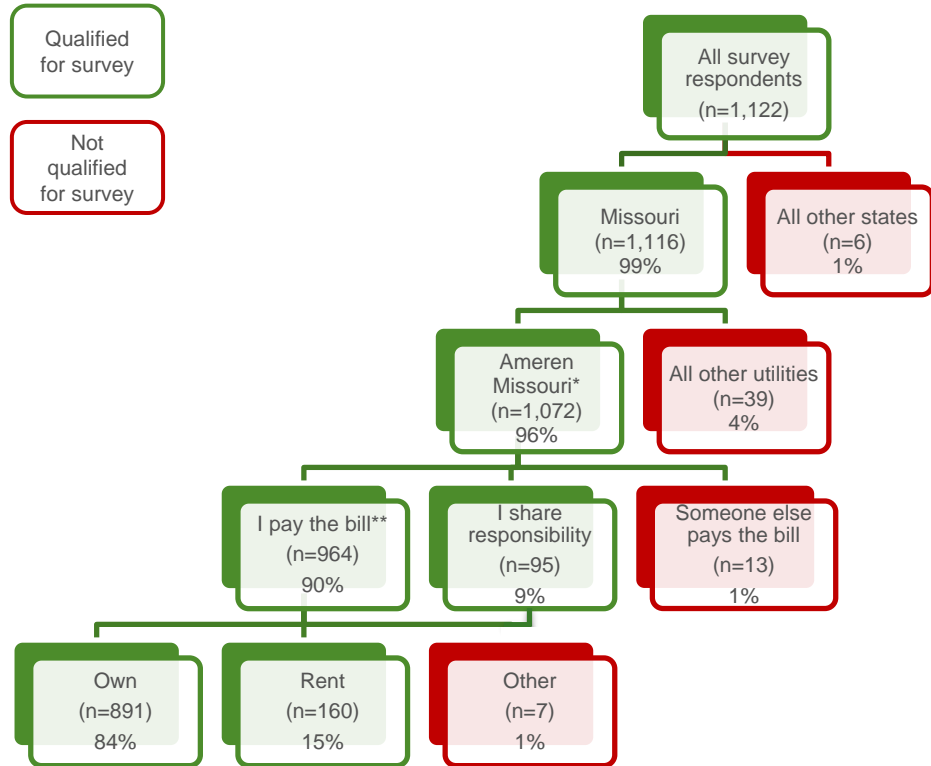 Qualified
for survey
Not
qualified
for survey
All survey
respondents
(n=1,122)
Missouri
(n=1,116)
99%
All other states
(n=6)
1%
Ameren
Missouri*
(n=1,072)
96%
All other utilities
(n=39)
4%
I pay the bill**
(n=964)
90%
I share
responsibility
(n=95)
9%
Someone else
pays the bill
(n=13)
1%
Own
(n=891)
84%
Rent
(n=160)
15%
Other
(n=7)
1%